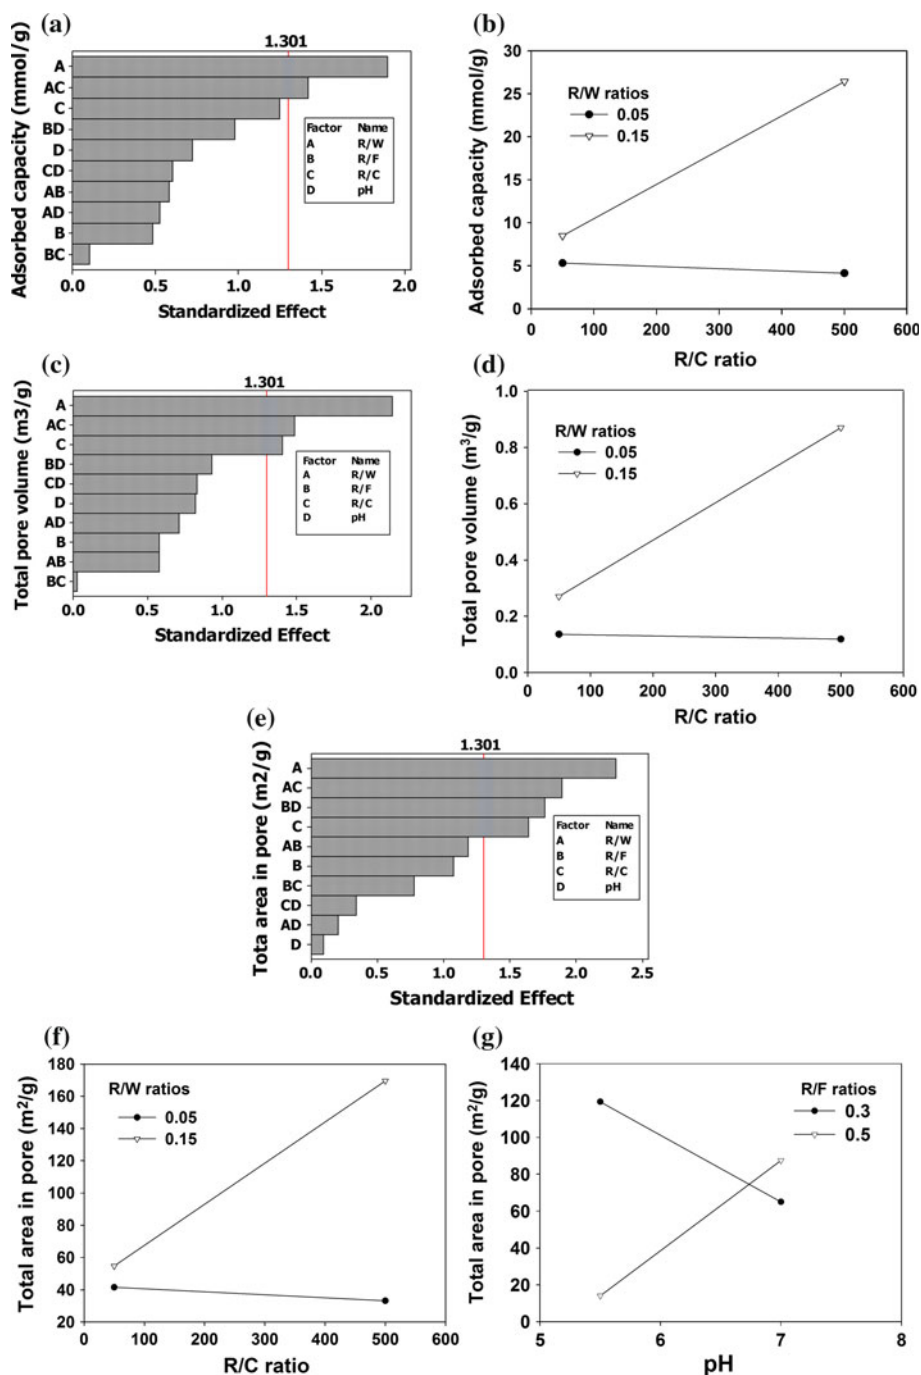 (a)
1.301
Adsorbed capacity (mmol/g)
A
AC
C
BD
D
CD
AB
AD
B
BC
Factor Name
A R/W
B R/F
C R/C
D pH
0.0 0.5 1.0 1.5 2.0
Standardized Effect
(b)
Adsorbed capacity (mmol/g)
30
25
20
15
10
5
0
R/W ratios
0.05
0.15
0 100 200 300 400 500 600
R/C ratio
(c)
1.301
Total pore volume (m3/g)
A
AC
C
BD
CD
D
AD
B
AB
BC
Factor Name
A R/W
B R/F
C R/C
D pH
0.0 0.5 1.0 1.5 2.0
Standardized Effect
(d)
Total pore volume (m³/g)
1.0
0.8
0.6
0.4
0.2
0.0
R/W ratios
0.05
0.15
0 100 200 300 400 500 600
R/C ratio
(e)
1.301
Tota area in pore (m2/g)
A
AC
BD
C
AB
B
BC
CD
AD
D
Factor Name
A R/W
B R/F
C R/C
D pH
0.0 0.5 1.0 1.5 2.0 2.5
Standardized Effect
(f)
Total area in pore (m²/g)
180
160
140
120
100
80
60
40
20
R/W ratios
0.05
0.15
0 100 200 300 400 500 600
R/C ratio
(g)
Total area in pore (m²/g)
140
120
100
80
60
40
20
0
R/F ratios
0.3
0.5
5 6 7 8
pH